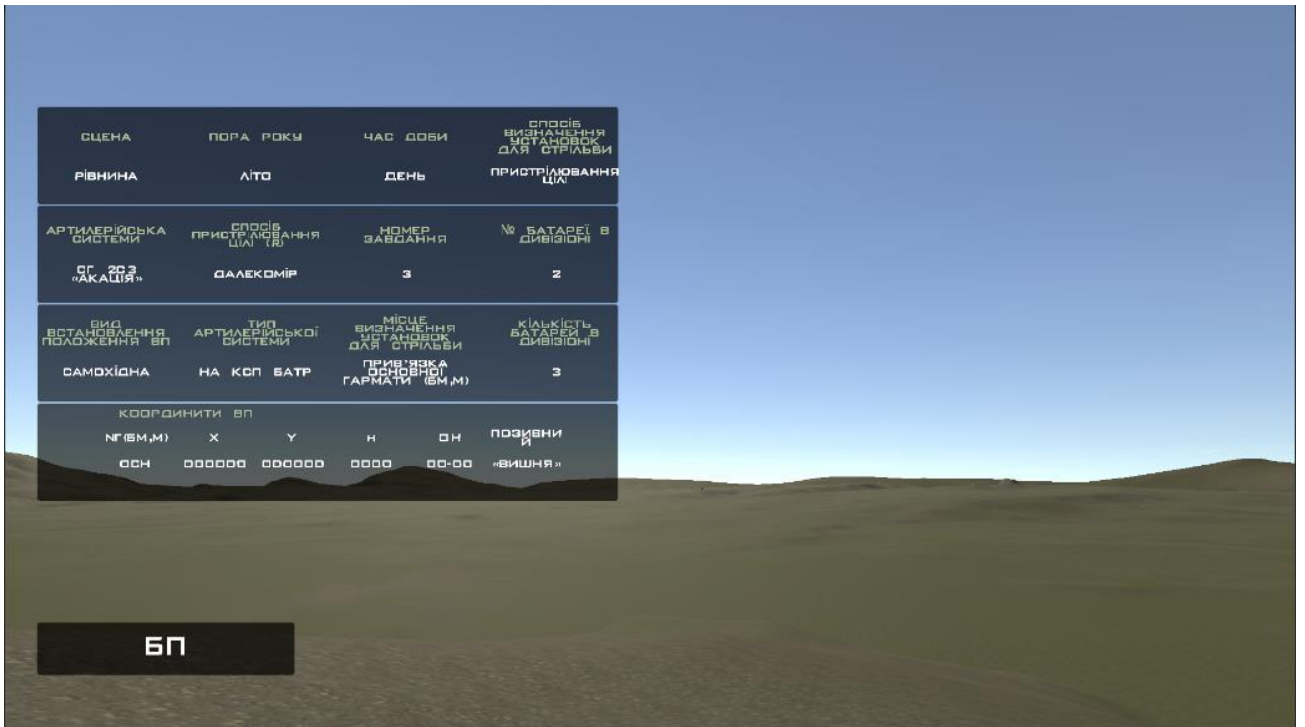 СЦЕНА
ПОРА РОКУ
ЧАС ДОБИ
СПОСІБ
ВИЗНАЧЕННЯ
УСТАНОВОК
ДЛЯ СТРІЛЬБИ
РІВНИНА
ЛІТО
ДЕНЬ
ПРИСТРІЛЮВАННЯ
ЦІЛІ
АРТИЛЕРІЙСЬКА
СИСТЕМИ
СПОСІБ
ПРИСТРІЛЮВАННЯ
ЦІЛІ (R)
НОМЕР
ЗАВДАННЯ
№ БАТАРЕЇ В
ДИВІЗІОНІ
СГ 2С3
«АКАЦІЯ»
ДАЛЕКОМІР
3
2
ВИД
ВСТАНОВЛЕННЯ
ПОЛОЖЕННЯ ВП
ТИП
АРТИЛЕРІЙСЬКОЇ
СИСТЕМИ
МІСЦЕ
ВИЗНАЧЕННЯ
УСТАНОВОК
ДЛЯ СТРІЛЬБИ
КІЛЬКІСТЬ
БАТАРЕЙ В
ДИВІЗІОНІ
САМОХІДНА
НА КСП БАТР
ПРИВ'ЯЗКА
ОСНОВНОЇ
ГАРМАТИ (БМ,М)
3
КООРДИНИТИ ВП
NГ(БМ,М) X Y H ОН ПОЗИВНИ
Й
ОСН 000000 000000 0000 00-00 «ВИШНЯ»
БП